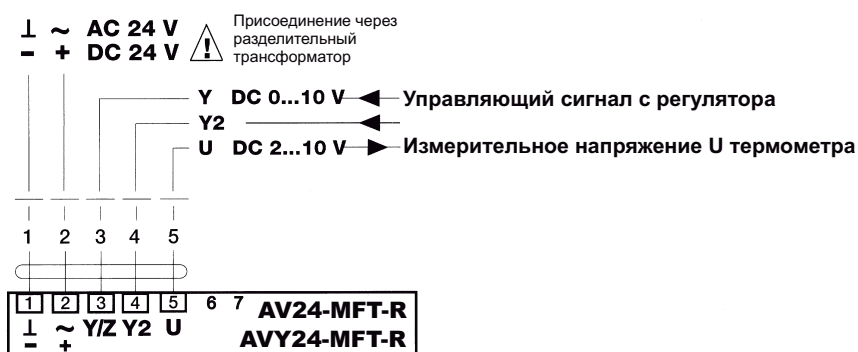 ⊥ ~ AC 24 V
– + DC 24 V
Присоединение через
разделительный
трансформатор
Y DC 0...10 V Управляющий сигнал с регулятора
Y2
U DC 2...10 V Измерительное напряжение U термометра
1 2 3 4 5
1 2 3 4 5 6 7 AV24-MFT-R
⊥ ~ Y/Z Y2 U
– + AVY24-MFT-R